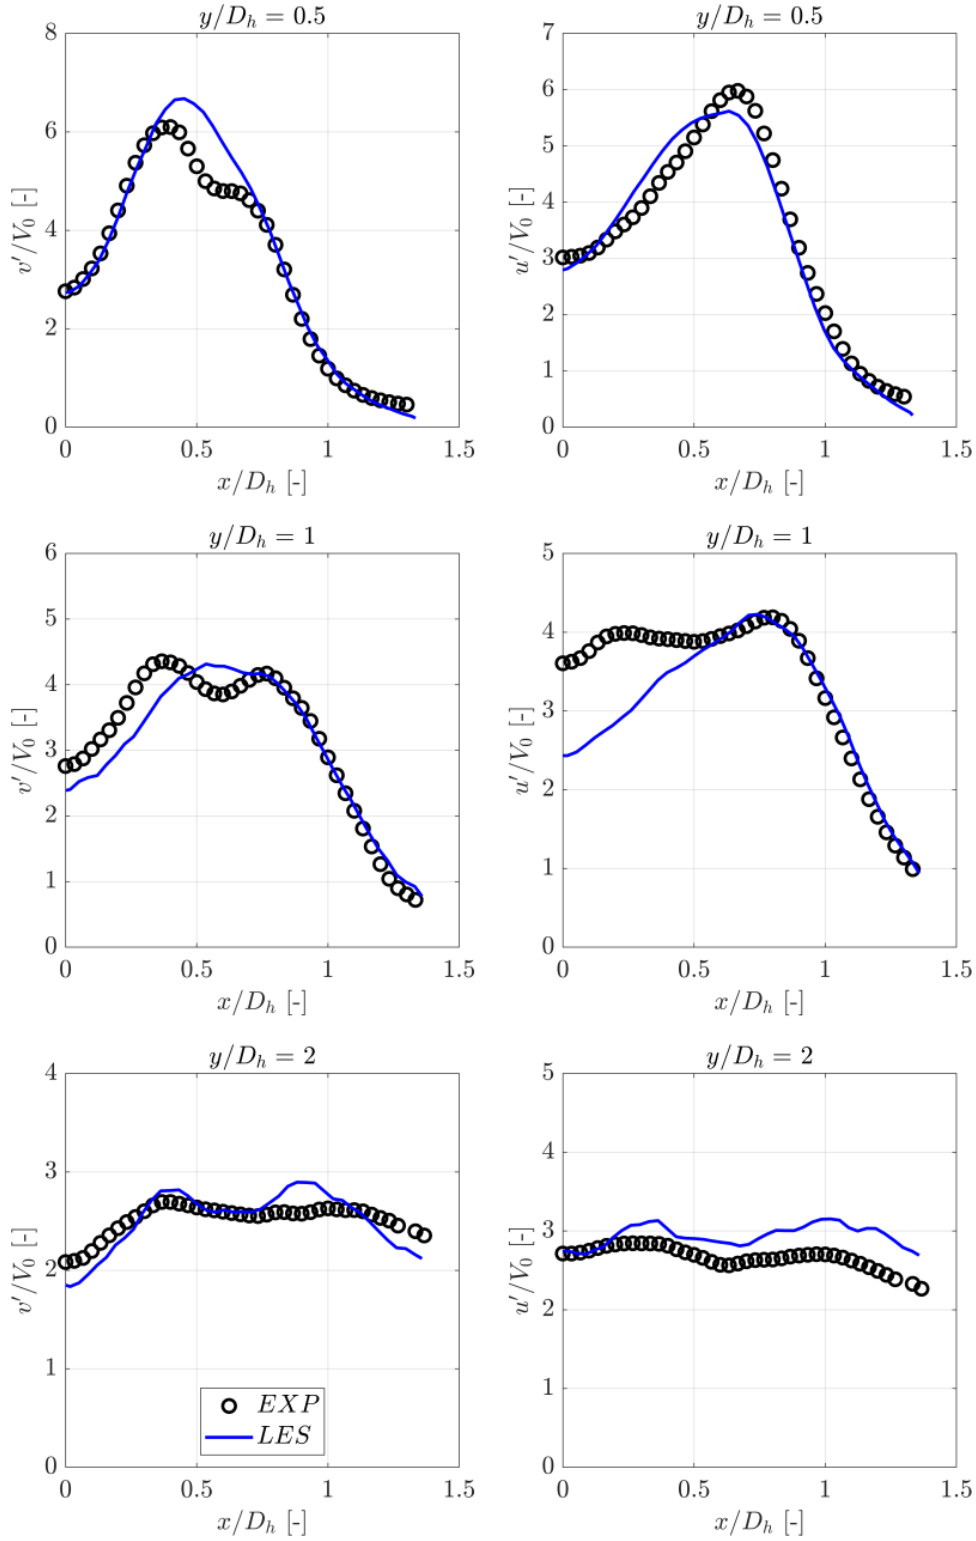 y/D_h = 0.5
8
6
4
2
0
v′/V_0 [-]
0 0.5 1 1.5
x/D_h [-]
y/D_h = 0.5
7
6
5
4
3
2
1
0
u′/V_0 [-]
0 0.5 1 1.5
x/D_h [-]
y/D_h = 1
6
5
4
3
2
1
0
v′/V_0 [-]
0 0.5 1 1.5
x/D_h [-]
y/D_h = 1
5
4
3
2
1
0
u′/V_0 [-]
0 0.5 1 1.5
x/D_h [-]
y/D_h = 2
4
3
2
1
0
v′/V_0 [-]
EXP
LES
0 0.5 1 1.5
x/D_h [-]
y/D_h = 2
5
4
3
2
1
0
u′/V_0 [-]
0 0.5 1 1.5
x/D_h [-]